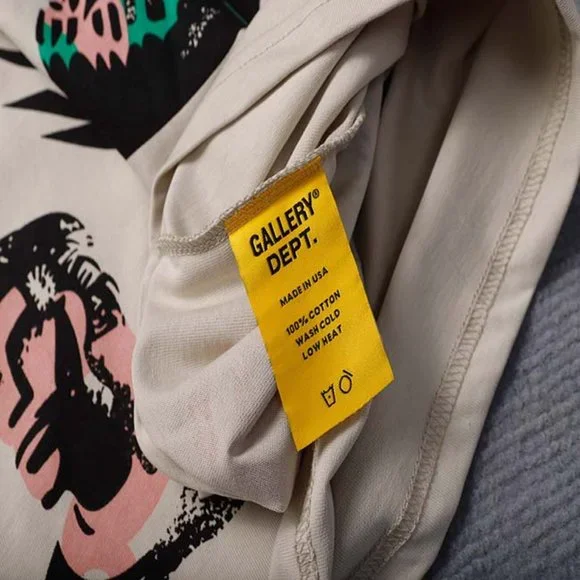 GALLERY®
DEPT.
MADE IN USA
100% COTTON
WASH COLD
LOW HEAT